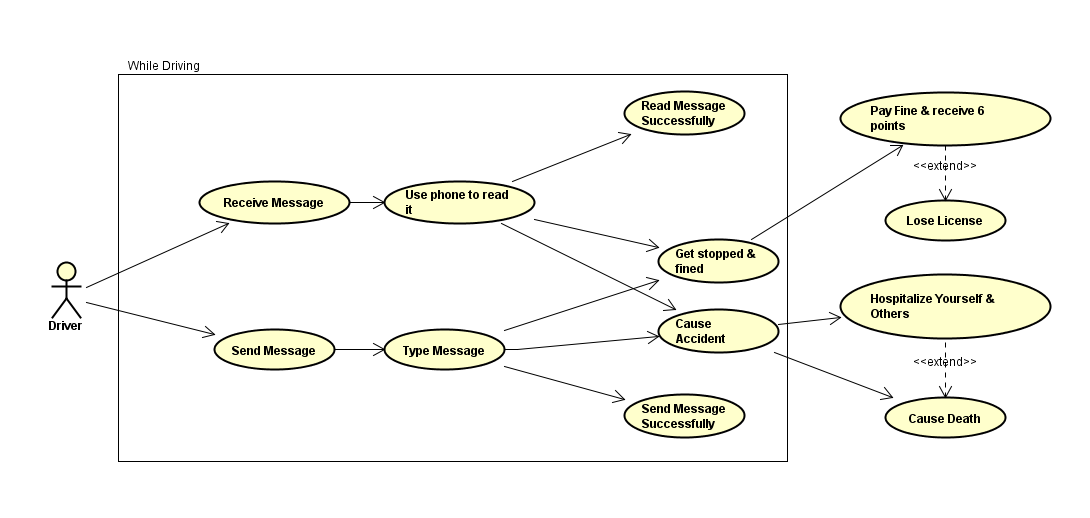 While Driving
Read Message
Successfully
Pay Fine & receive 6
points
<<extend>>
Receive Message
Use phone to read
it
Lose License
Get stopped &
fined
Driver
Hospitalize Yourself &
Others
Cause
Accident
Send Message
Type Message
<<extend>>
Send Message
Successfully
Cause Death